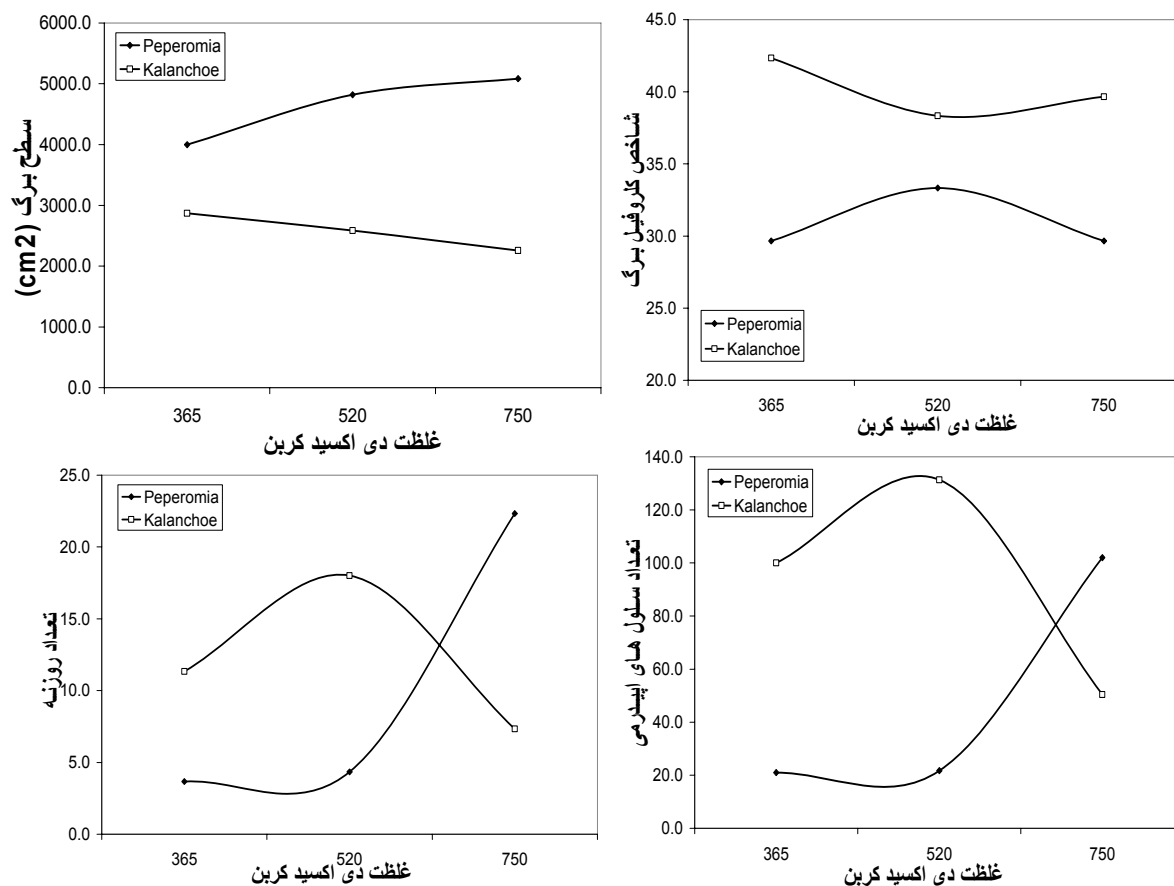 6000.0
5000.0
4000.0
3000.0
2000.0
1000.0
0.0
Peperomia
Kalanchoe
سطح برگ (cm2)
365 520 750
غلظت دی اکسید کربن
45.0
40.0
35.0
30.0
25.0
20.0
Peperomia
Kalanchoe
شاخص کلروفیل برگ
365 520 750
غلظت دی اکسید کربن
25.0
20.0
15.0
10.0
5.0
0.0
Peperomia
Kalanchoe
تعداد روزنه
365 520 750
غلظت دی اکسید کربن
140.0
120.0
100.0
80.0
60.0
40.0
20.0
0.0
Peperomia
Kalanchoe
تعداد سلول های اپیدرمی
365 520 750
غلظت دی اکسید کربن